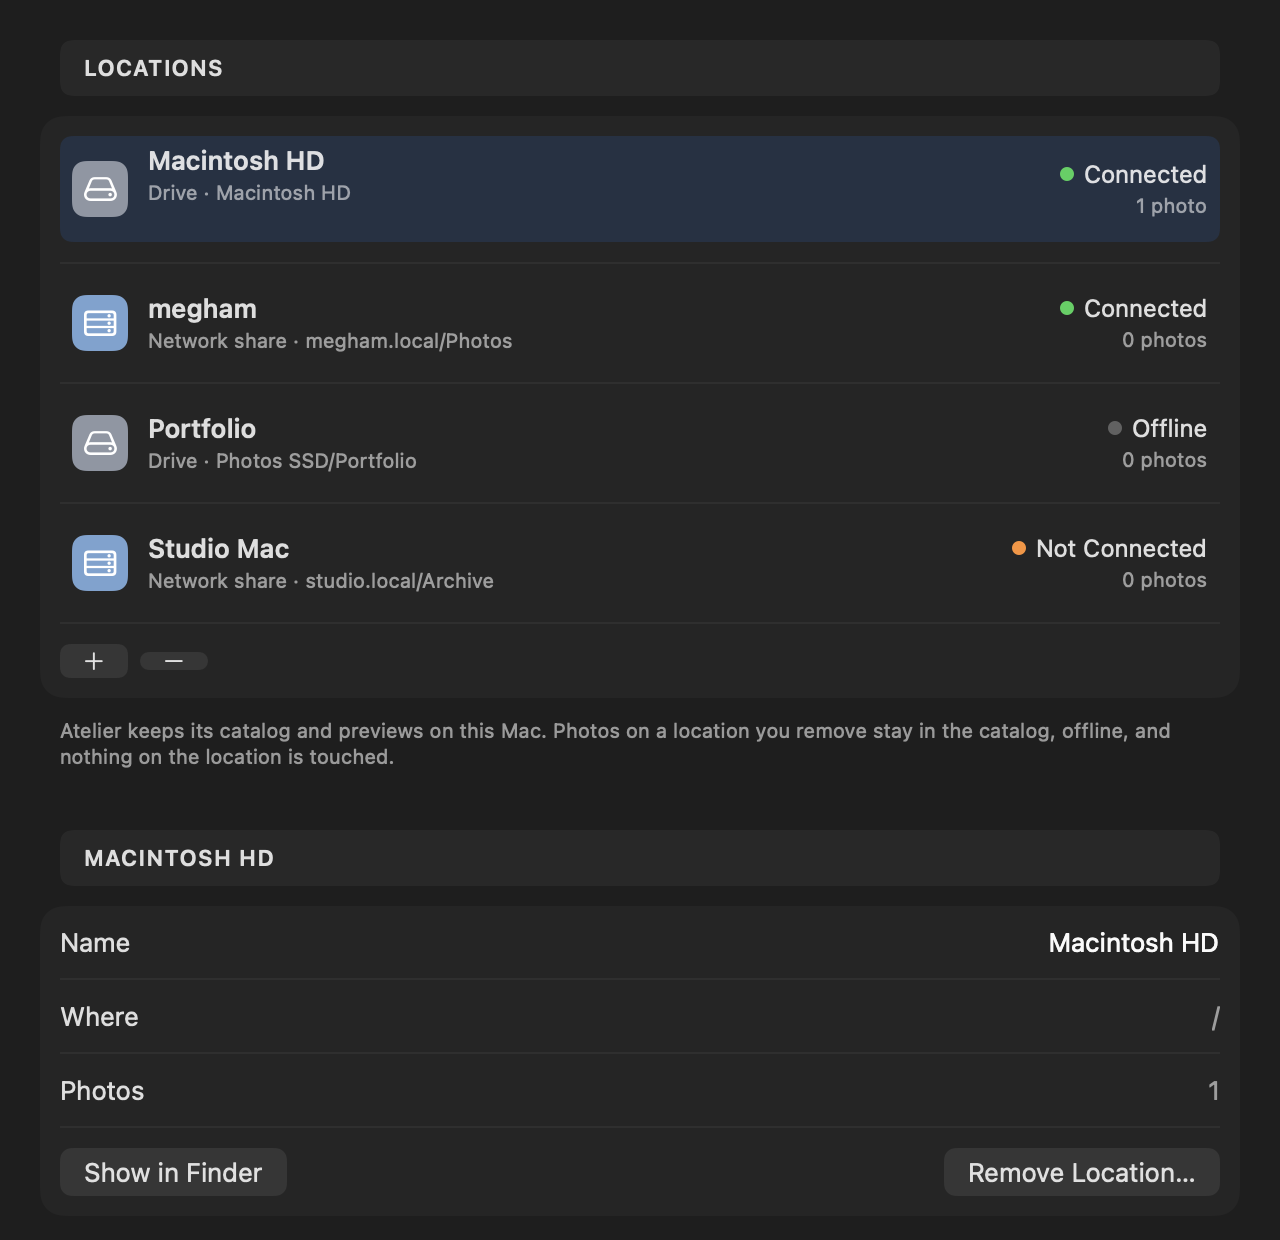 LOCATIONS
Macintosh HD
Drive · Macintosh HD
Connected
1 photo
megham
Network share · megham.local/Photos
Connected
0 photos
Portfolio
Drive · Photos SSD/Portfolio
Offline
0 photos
Studio Mac
Network share · studio.local/Archive
Not Connected
0 photos
+
−
Atelier keeps its catalog and previews on this Mac. Photos on a location you remove stay in the catalog, offline, and
nothing on the location is touched.
MACINTOSH HD
Name
Macintosh HD
Where
/
Photos
1
Show in Finder
Remove Location...